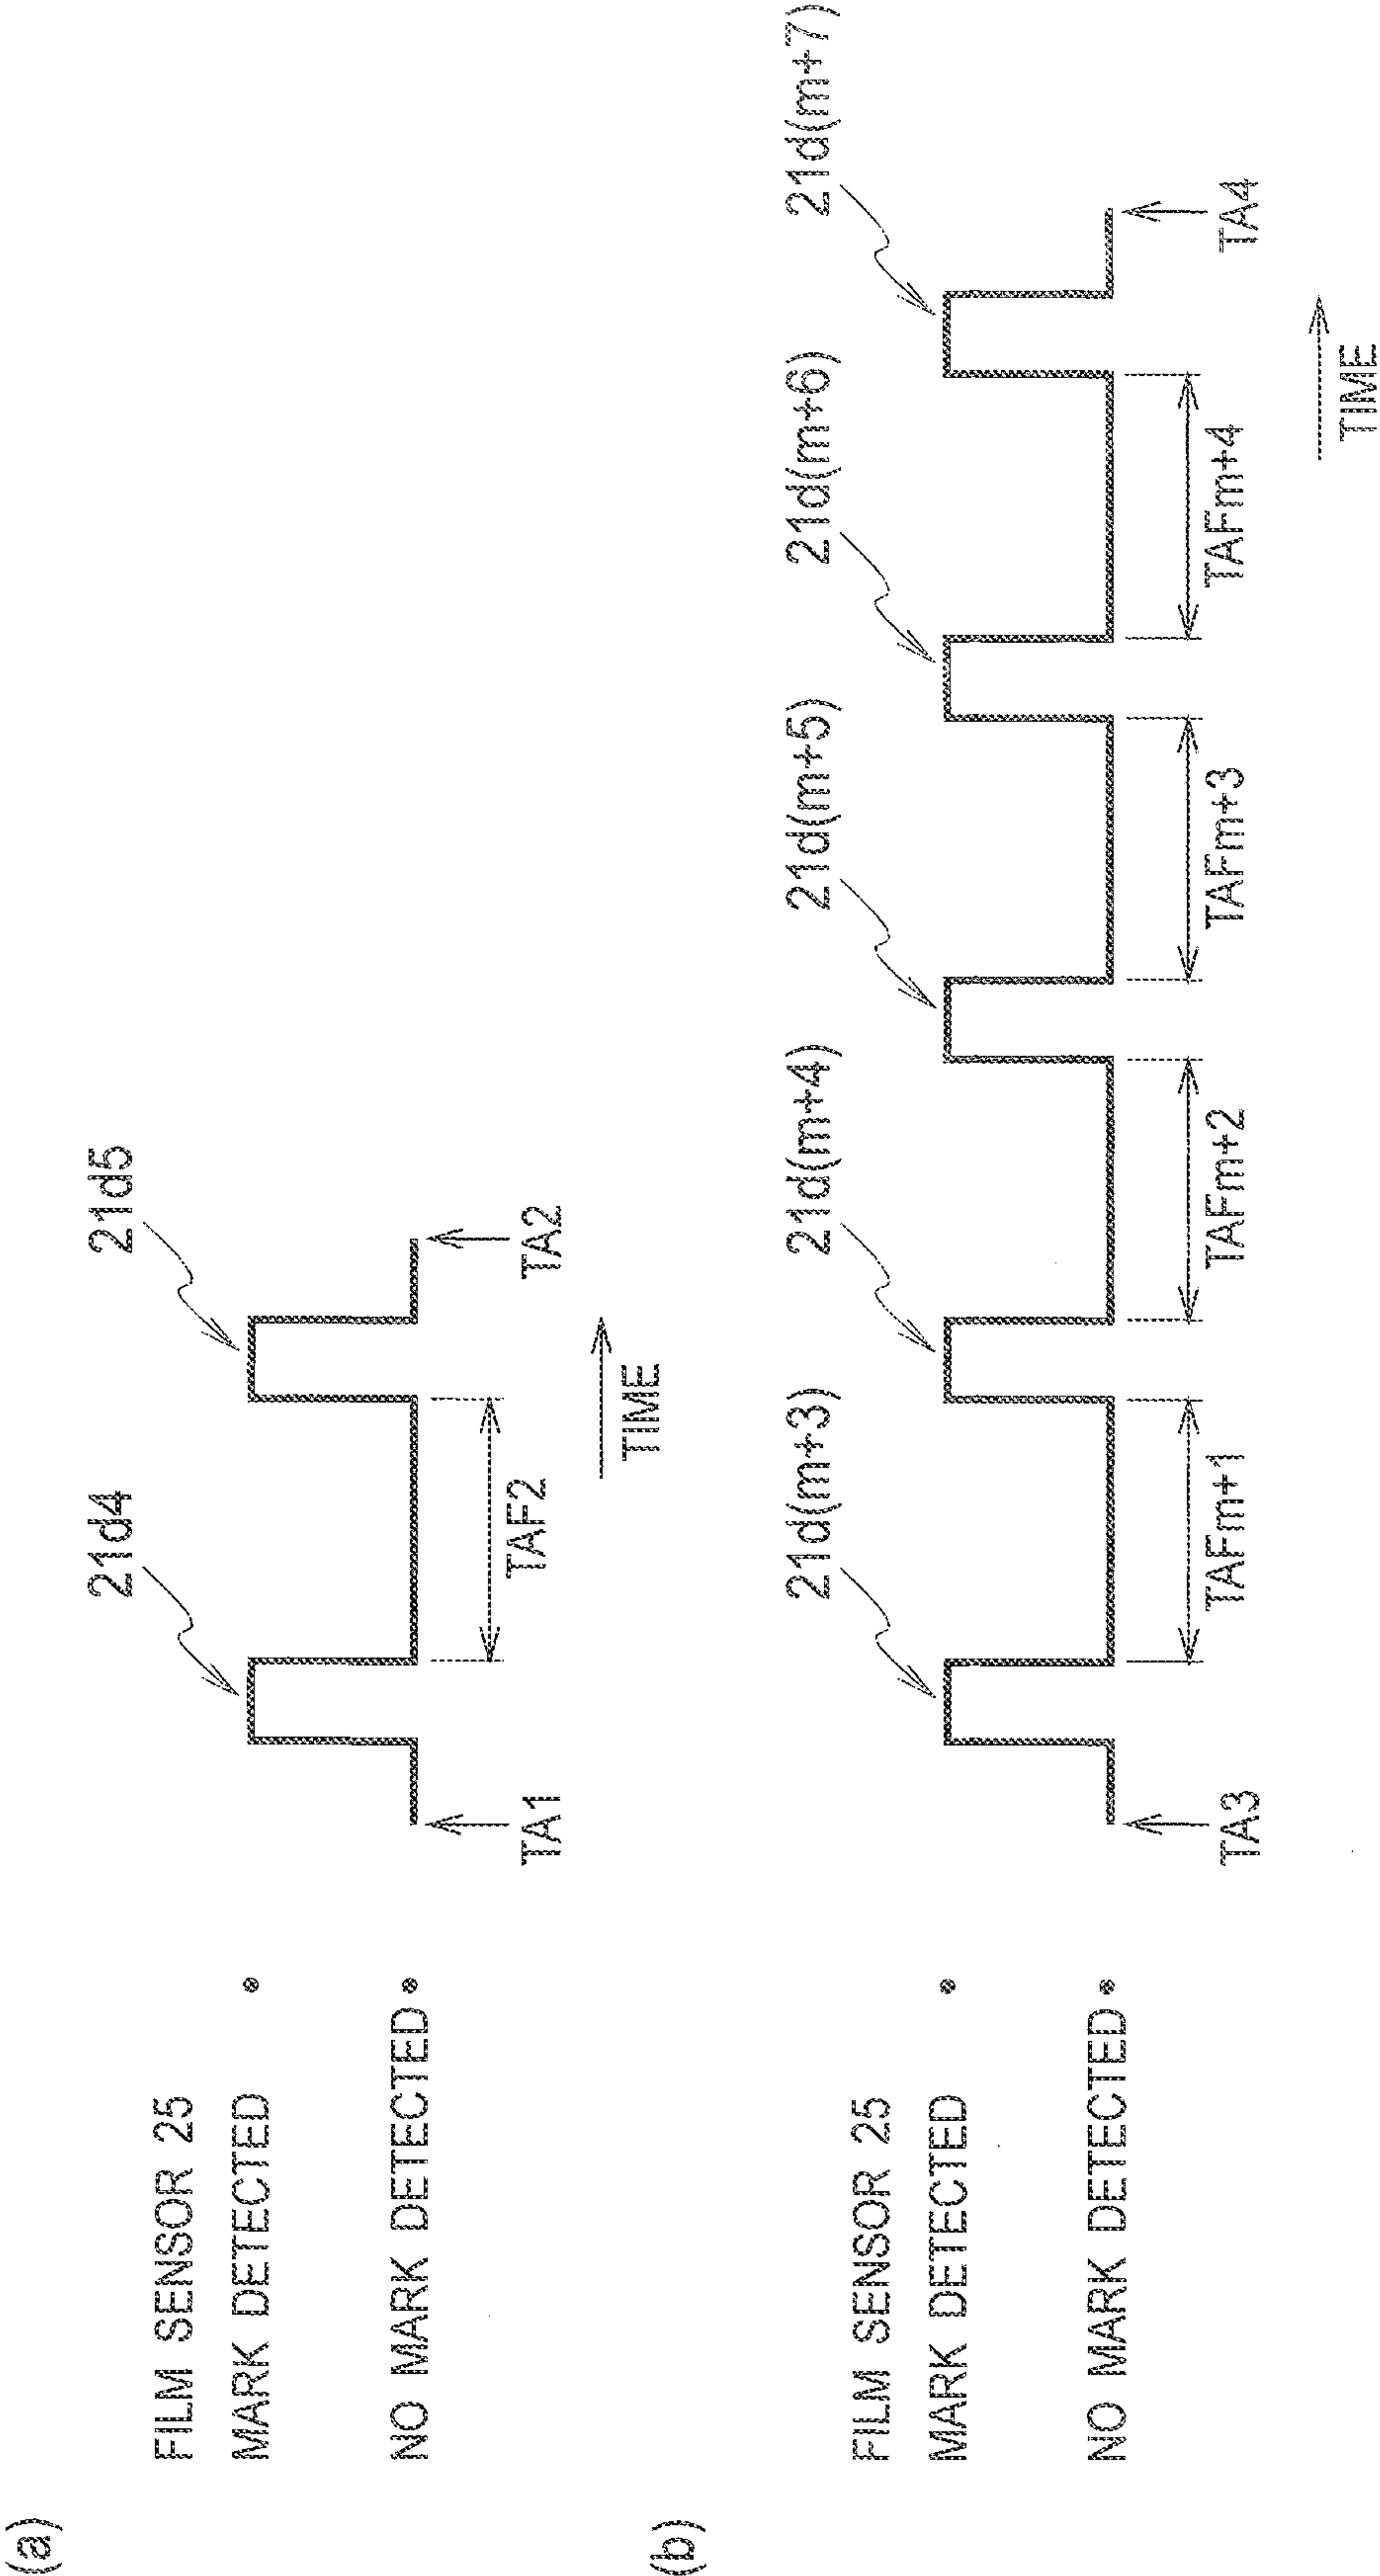 (a)
FILM SENSOR 25
MARK DETECTED
NO MARK DETECTED
21d4
21d5
TAF2
TA1
TA2
TIME
(b)
FILM SENSOR 25
MARK DETECTED
NO MARK DETECTED
21d(m+3)
21d(m+4)
21d(m+5)
21d(m+6)
21d(m+7)
TAFm+1
TAFm+2
TAFm+3
TAFm+4
TA3
TA4
TIME